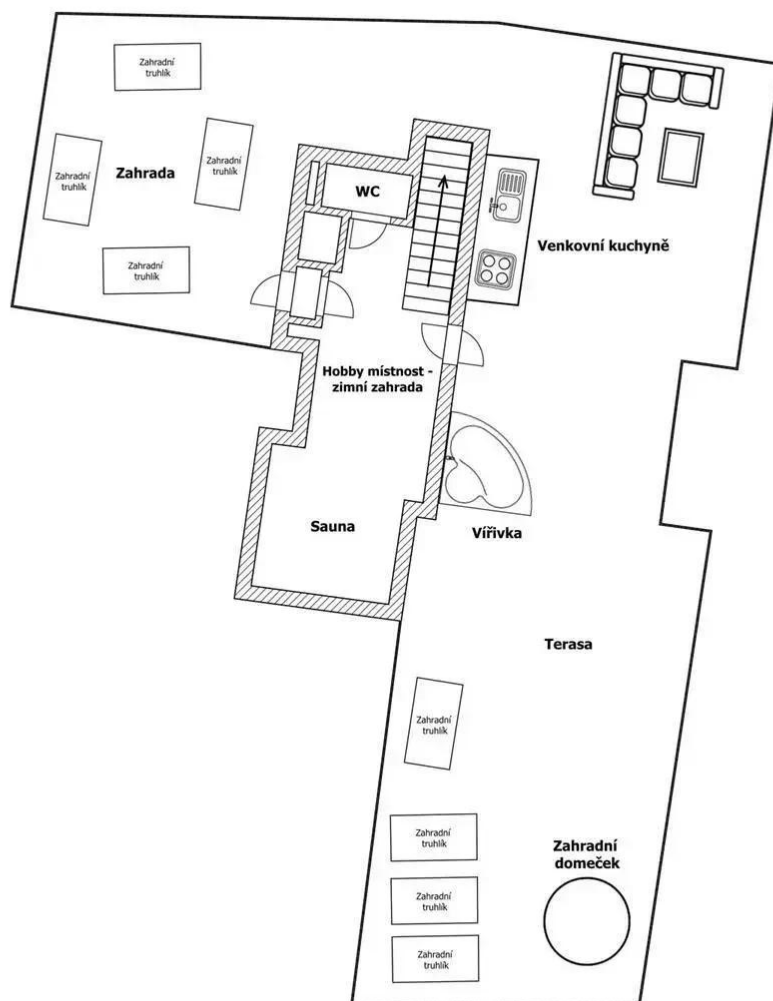 Zahradní
truhlík
Zahrada
Zahradní
truhlík
Zahradní
truhlík
Zahradní
truhlík
WC
Venkovní kuchyně
Hobby místnost -
zimní zahrada
Sauna
Vířivka
Terasa
Zahradní
truhlík
Zahradní
truhlík
Zahradní
domeček
Zahradní
truhlík
Zahradní
truhlík